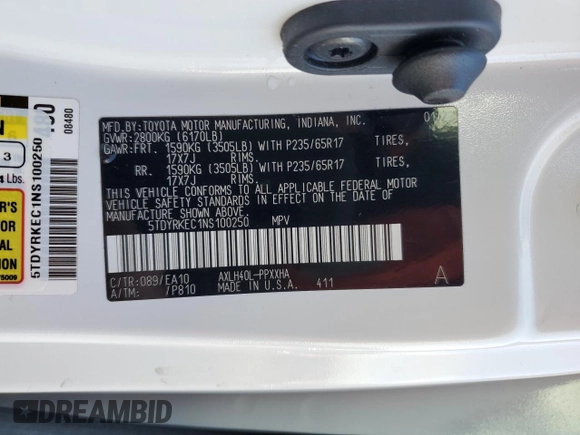 MFD.BY:TOYOTA MOTOR MANUFACTURING, INDIANA, INC.
GVWR:2800KG (6170LB)
GAWR:FRT. 1590KG (3505LB) WITH P235/65R17 TIRES,
17X7J RIMS.
RR. 1590KG (3505LB) WITH P235/65R17 TIRES,
17X7J RIMS.
THIS VEHICLE CONFORMS TO ALL APPLICABLE FEDERAL MOTOR
VEHICLE SAFETY STANDARDS IN EFFECT ON THE DATE OF
MANUFACTURE SHOWN ABOVE.
5TDYRKEC1NS100250 MPV
C/TR:089/EA10 AXLH40L-PPXXHA
A/TM: /P810 MADE IN U.S.A. 411
A
5TDYRKEC1NS100250
08480
3
Lbs.
DREAMBID